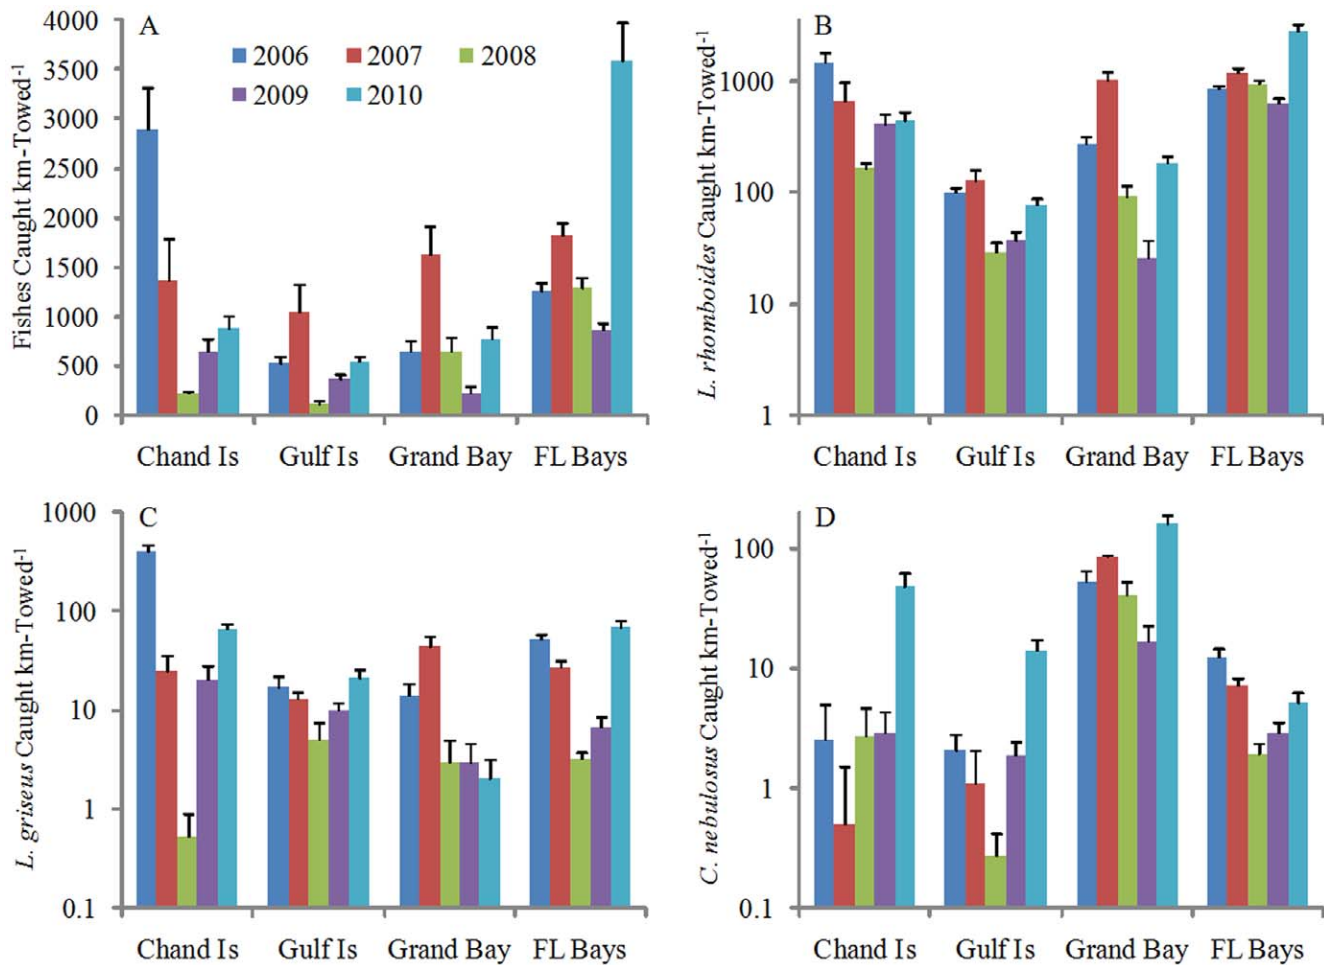 A
Fishes Caught km-Towed-1
4000
3500
3000
2500
2000
1500
1000
500
0
2006 2007 2008
2009 2010
Chand Is Gulf Is Grand Bay FL Bays
B
L. rhomboides Caught km-Towed-1
1000
100
10
1
Chand Is Gulf Is Grand Bay FL Bays
C
L. griseus Caught km-Towed-1
1000
100
10
1
0.1
Chand Is Gulf Is Grand Bay FL Bays
D
C. nebulosus Caught km-Towed-1
100
10
1
0.1
Chand Is Gulf Is Grand Bay FL Bays